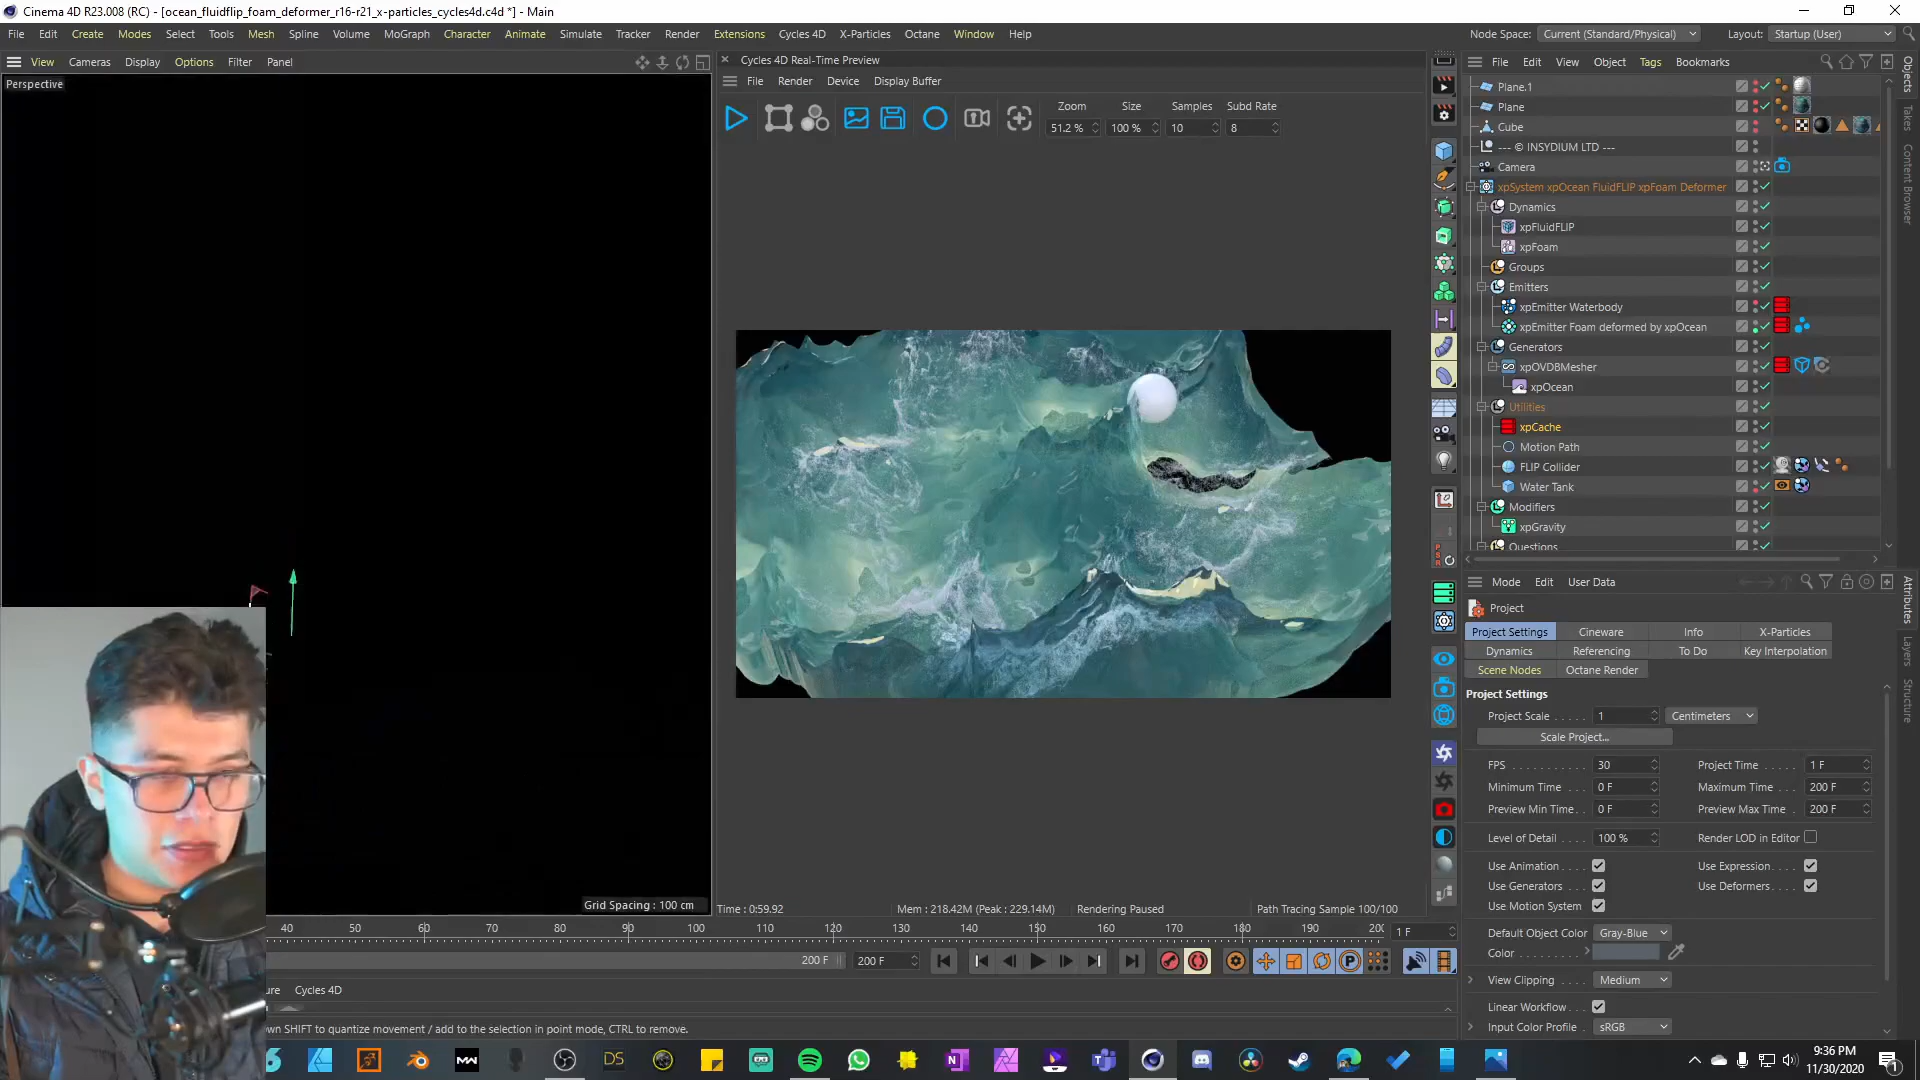 Cinema 4D R23.008 (RC) - [ocean_fluidflip_foam_deformer_r16-r21_x-particles_cycles4d.c4d *] - Main
File Edit Create Modes Select Tools Mesh Spline Volume MoGraph Character Animate Simulate Tracker Render Extensions Cycles 4D X-Particles Octane Window Help
Node Space: Current (Standard/Physical) Layout: Startup (User)
View Cameras Display Options Filter Panel
Perspective
Grid Spacing : 100 cm
Cycles 4D Real-Time Preview
File Render Device Display Buffer
Zoom Size Samples Subd Rate
51.2 % 100 % 10 8
Time : 0:59.92 Mem : 218.42M (Peak : 229.14M) Rendering Paused Path Tracing Sample 100/100
File Edit View Object Tags Bookmarks
Plane.1
Plane
Cube
--- © INSYDIUM LTD ---
Camera
xpSystem xpOcean FluidFLIP xpFoam Deformer
Dynamics
xpFluidFLIP
xpFoam
Groups
Emitters
xpEmitter Waterbody
xpEmitter Foam deformed by xpOcean
Generators
xpOVDBMesher
xpOcean
Utilities
xpCache
Motion Path
FLIP Collider
Water Tank
Modifiers
xpGravity
Questions
Objects
Takes
Content Browser
Mode Edit User Data
Project
Project Settings Cineware Info X-Particles
Dynamics Referencing To Do Key Interpolation
Scene Nodes Octane Render
Project Settings
Project Scale . . . . . 1 Centimeters
Scale Project...
FPS . . . . . . . . . . . 30 Project Time . . . . . 1 F
Minimum Time . . . . 0 F Maximum Time . . . . 200 F
Preview Min Time . . 0 F Preview Max Time . . 200 F
Level of Detail . . . . 100 % Render LOD in Editor
Use Animation . . . . Use Expression . . . .
Use Generators . . . . Use Deformers . . . .
Use Motion System
Default Object Color Gray-Blue
Color . . . . . . . . . .
View Clipping . . . . . Medium
Linear Workflow . . .
Input Color Profile . . sRGB
Attributes
Layers
Structure
PSR
40 50 60 70 80 90 100 110 120 130 140 150 160 170 180 190 200 1 F
200 F 200 F
P
ure Cycles 4D
own SHIFT to quantize movement / add to the selection in point mode, CTRL to remove.
MW
DS
9:36 PM
11/30/2020
1